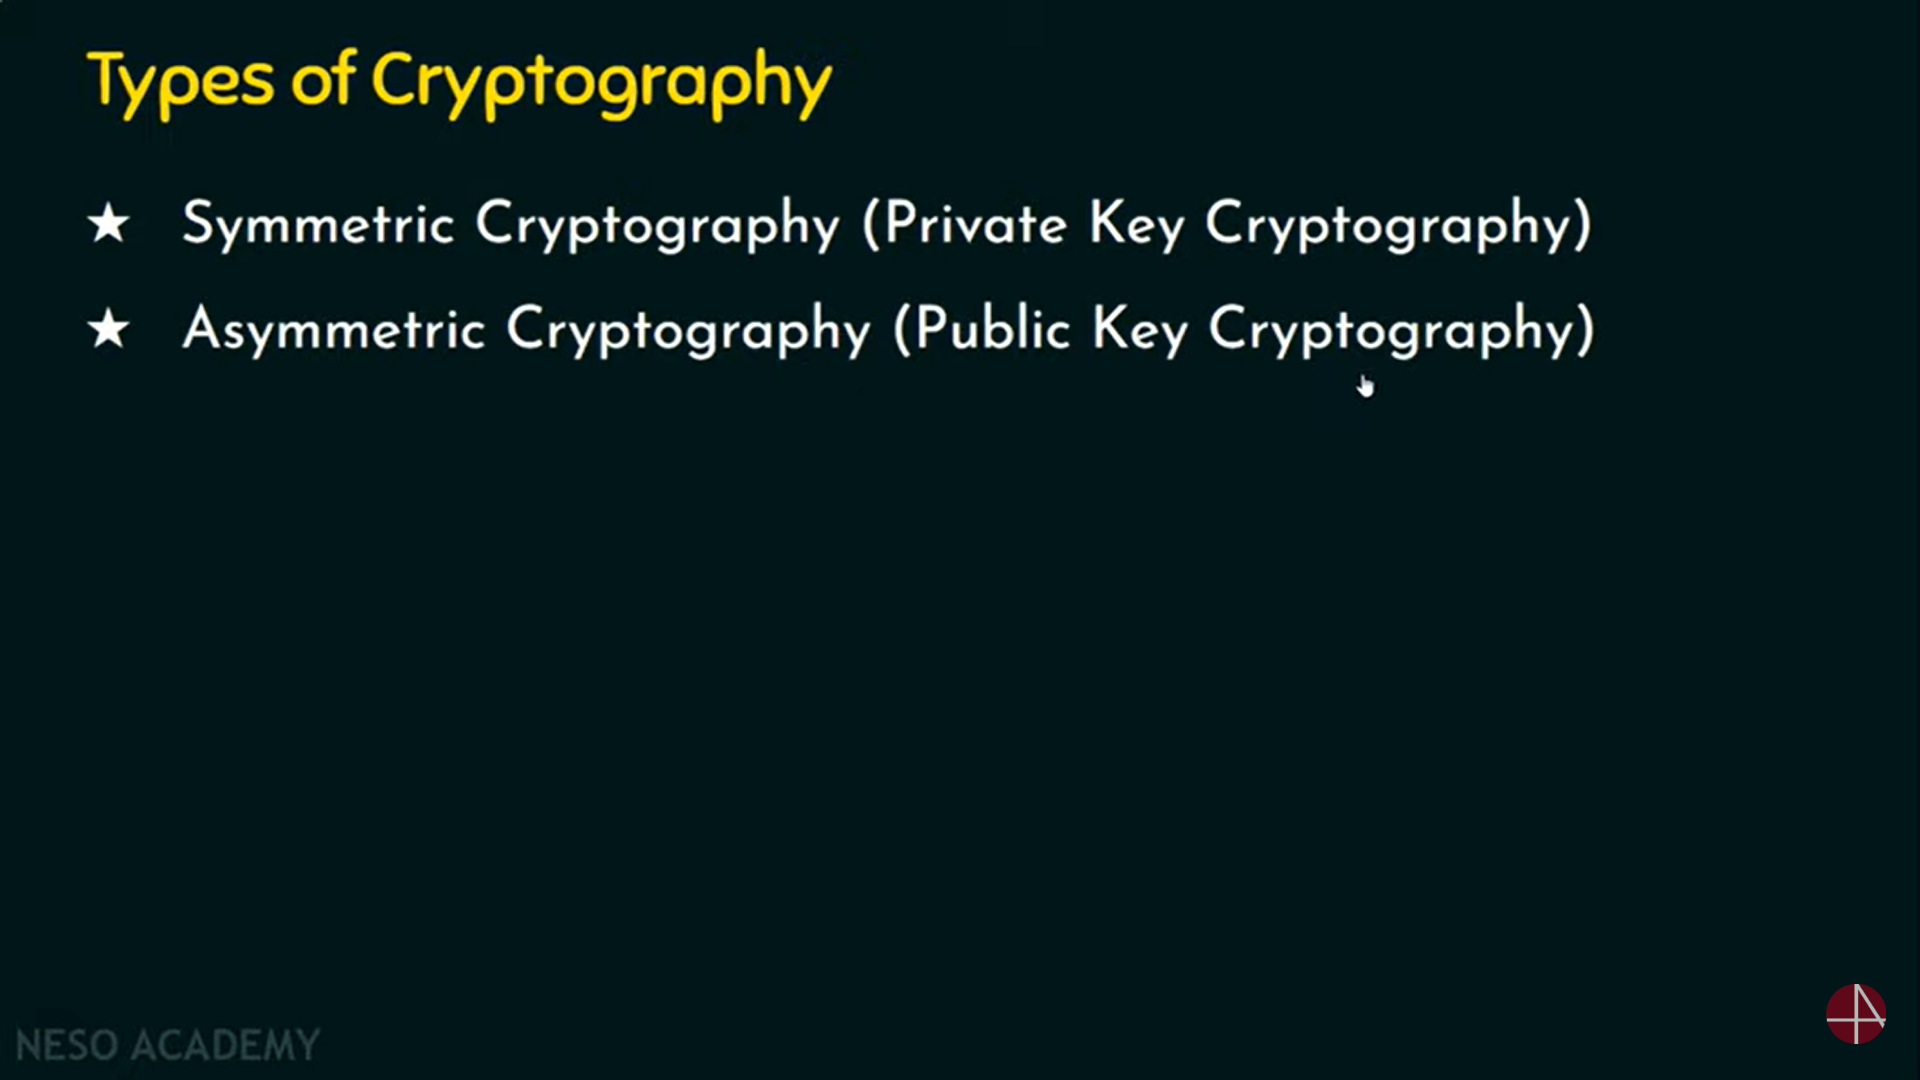 Types of Cryptography
★ Symmetric Cryptography (Private Key Cryptography)
★ Asymmetric Cryptography (Public Key Cryptography)
NESO ACADEMY